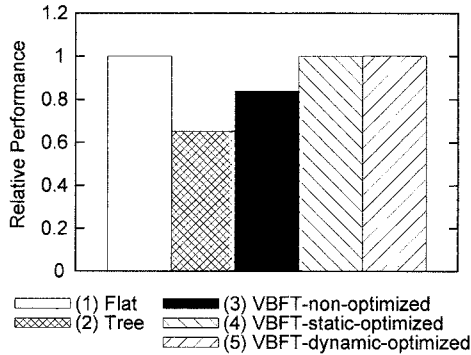 1.2
1
0.8
0.6
0.4
0.2
0
Relative Performance
(1) Flat
(2) Tree
(3) VBFT-non-optimized
(4) VBFT-static-optimized
(5) VBFT-dynamic-optimized